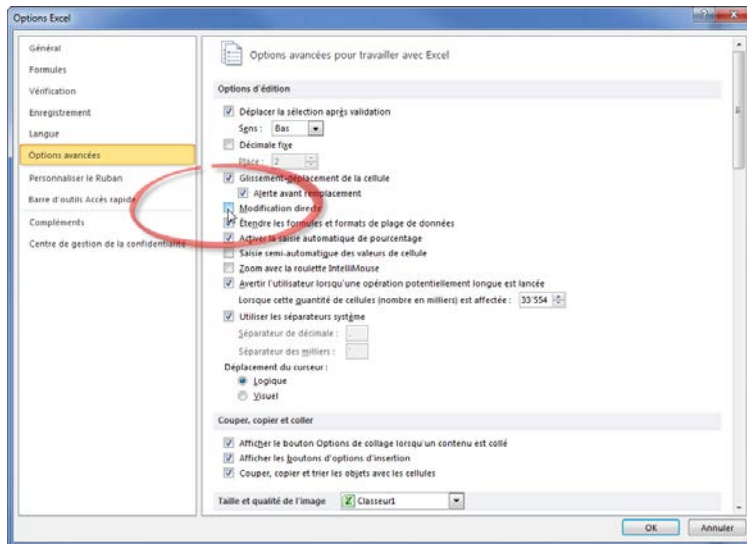 Options Excel
Général
Formules
Vérification
Enregistrement
Langue
Options avancées
Personnaliser le Ruban
Barre d'outils Accès rapide
Compléments
Centre de gestion de la confidentialité
Options avancées pour travailler avec Excel
Options d'édition
Déplacer la sélection après validation
Sens : Bas
Décimale fixe
Place : 2
Glissement-déplacement de la cellule
Alerte avant remplacement
Modification directe
Étendre les formules et formats de plage de données
Activer la saisie automatique de pourcentage
Saisie semi-automatique des valeurs de cellule
Zoom avec la roulette IntelliMouse
Avertir l'utilisateur lorsqu'une opération potentiellement longue est lancée
Lorsque cette quantité de cellules (nombre en milliers) est affectée : 33'554
Utiliser les séparateurs système
Séparateur de décimale :
Séparateur des milliers :
Déplacement du curseur :
Logique
Visuel
Couper, copier et coller
Afficher le bouton Options de collage lorsqu'un contenu est collé
Afficher les boutons d'options d'insertion
Couper, copier et trier les objets avec les cellules
Taille et qualité de l'image Classeur1
OK Annuler